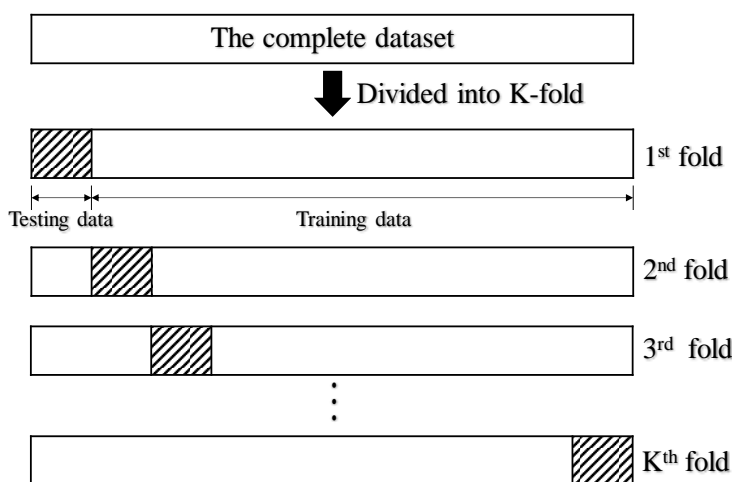 The complete dataset
Divided into K-fold
1st fold
Testing data
Training data
2nd fold
3rd fold
Kth fold